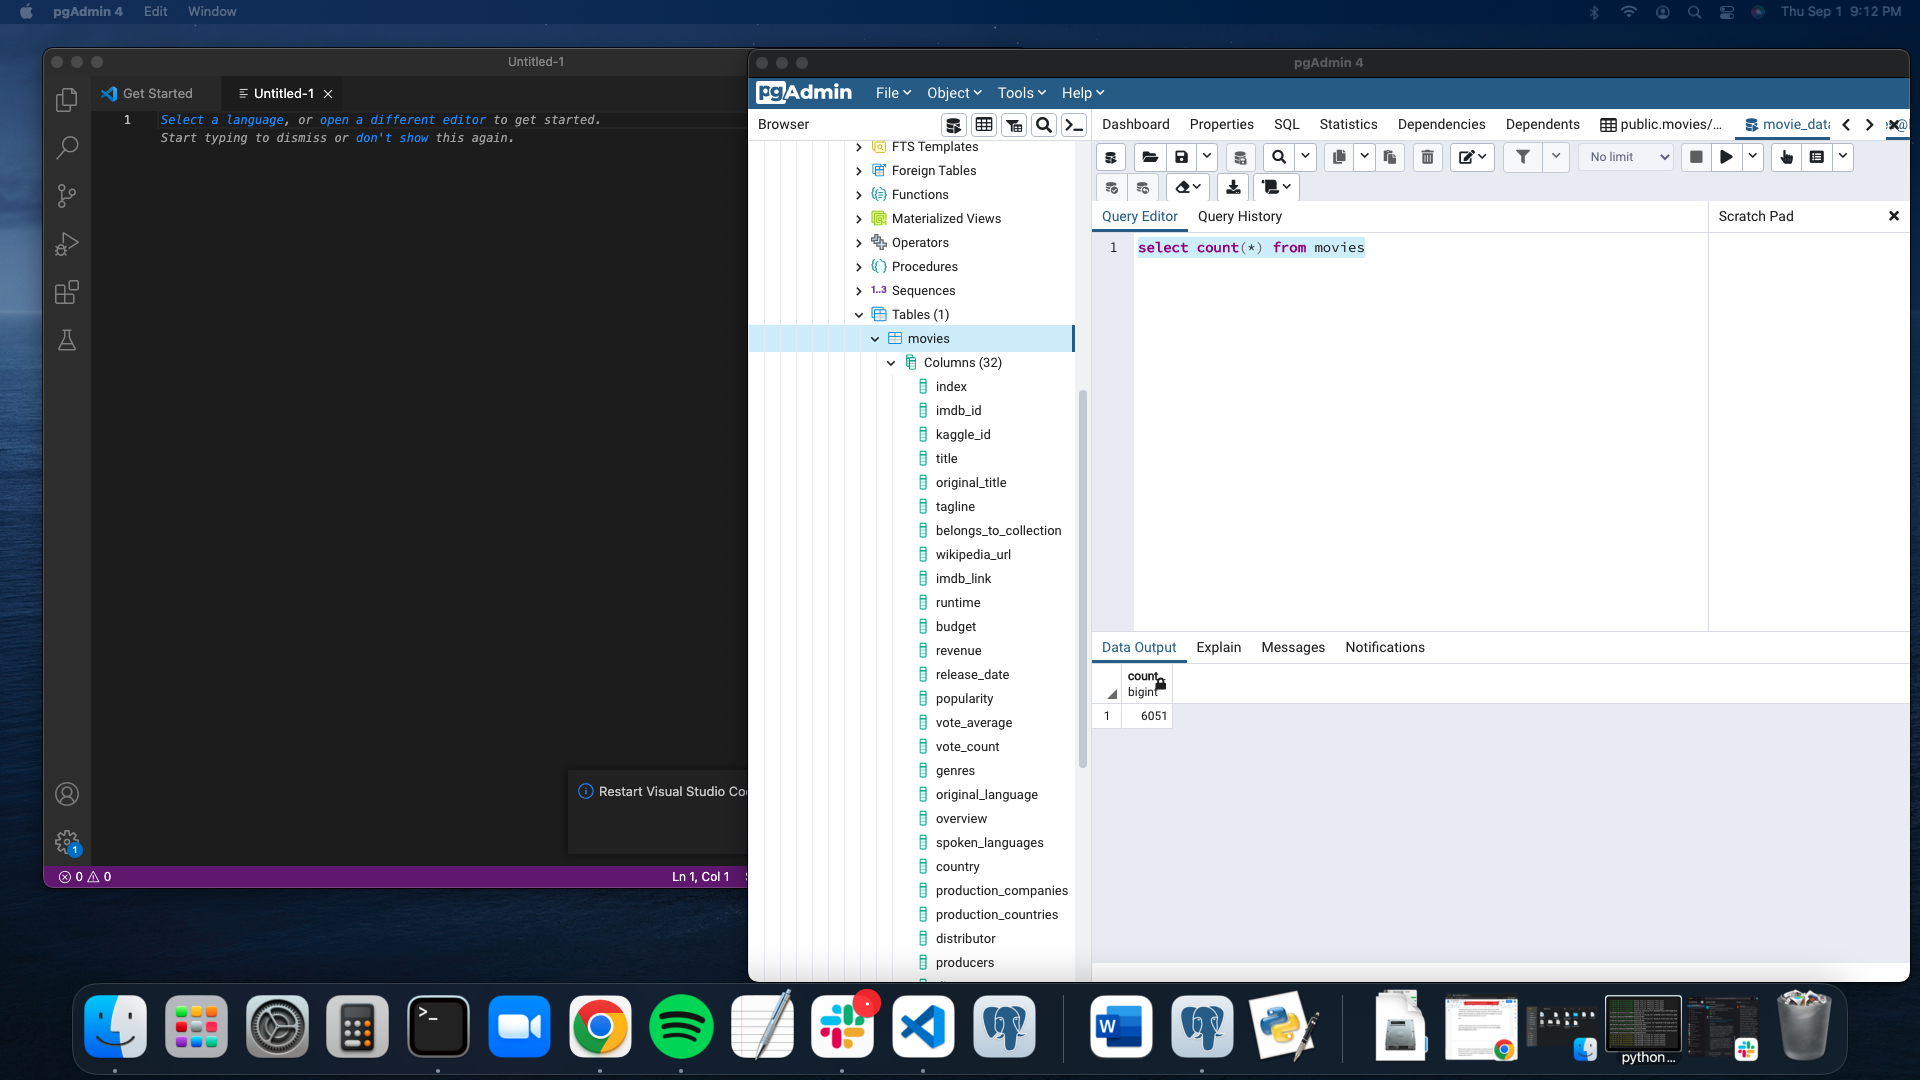 pgAdmin 4 Edit Window Thu Sep 1 9:12 PM
Untitled-1
Get Started Untitled-1
1 Select a language, or open a different editor to get started.
Start typing to dismiss or don't show this again.
Restart Visual Studio Co
1
0 0 Ln 1, Col 1
pgAdmin 4
pgAdmin File Object Tools Help
Browser
FTS Templates
Foreign Tables
Functions
Materialized Views
Operators
Procedures
1..3 Sequences
Tables (1)
movies
Columns (32)
index
imdb_id
kaggle_id
title
original_title
tagline
belongs_to_collection
wikipedia_url
imdb_link
runtime
budget
revenue
release_date
popularity
vote_average
vote_count
genres
original_language
overview
spoken_languages
country
production_companies
production_countries
distributor
producers
Dashboard Properties SQL Statistics Dependencies Dependents public.movies/... movie_data
No limit
Query Editor Query History Scratch Pad
1 select count(*) from movies
Data Output Explain Messages Notifications
count
bigint
1 6051
>_
W
python...